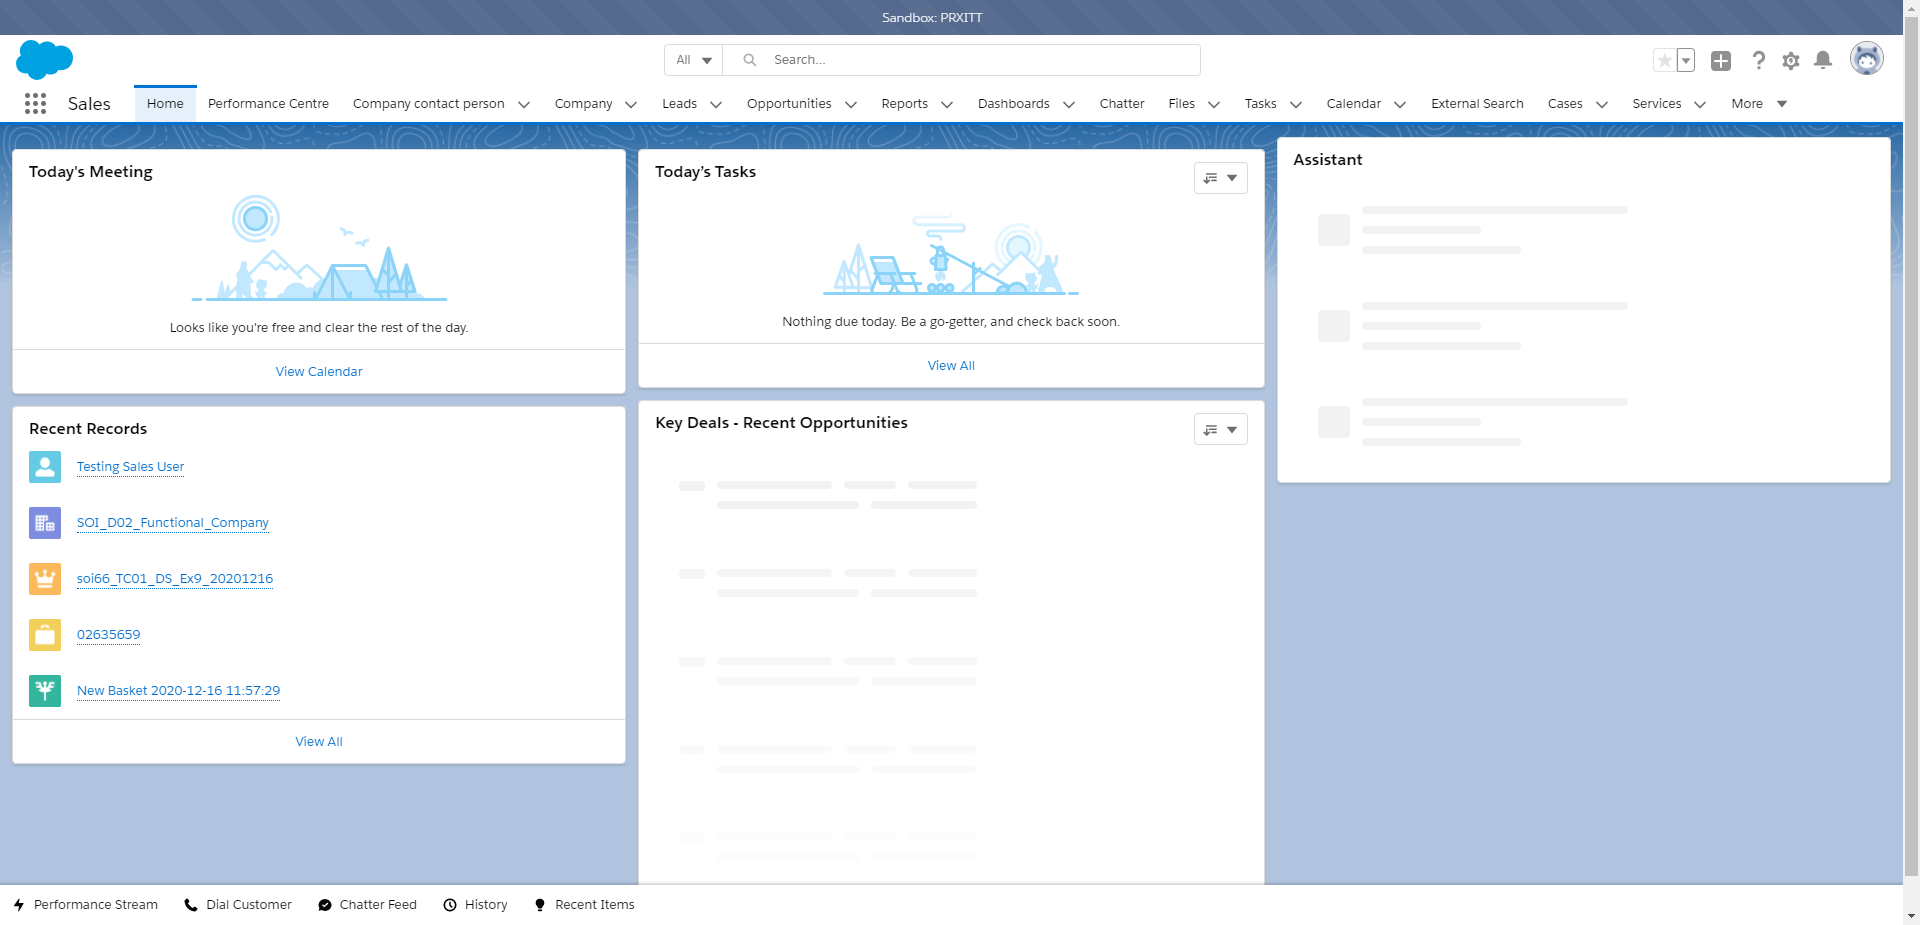 Sandbox: PRXITT
All
Search...
Sales
Home
Performance Centre
Company contact person
Company
Leads
Opportunities
Reports
Dashboards
Chatter
Files
Tasks
Calendar
External Search
Cases
Services
More
Today's Meeting
Looks like you're free and clear the rest of the day.
View Calendar
Recent Records
Testing Sales User
SOI_D02_Functional_Company
soi66_TC01_DS_Ex9_20201216
02635659
New Basket 2020-12-16 11:57:29
View All
Today's Tasks
Nothing due today. Be a go-getter, and check back soon.
View All
Key Deals - Recent Opportunities
Assistant
Performance Stream
Dial Customer
Chatter Feed
History
Recent Items